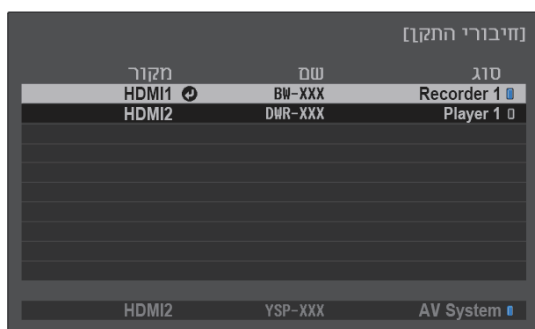 [חיבורי התקן]
סוג שם מקור
Recorder 1 BW-XXX HDMI1
Player 1 DWR-XXX HDMI2
AV System YSP-XXX HDMI2